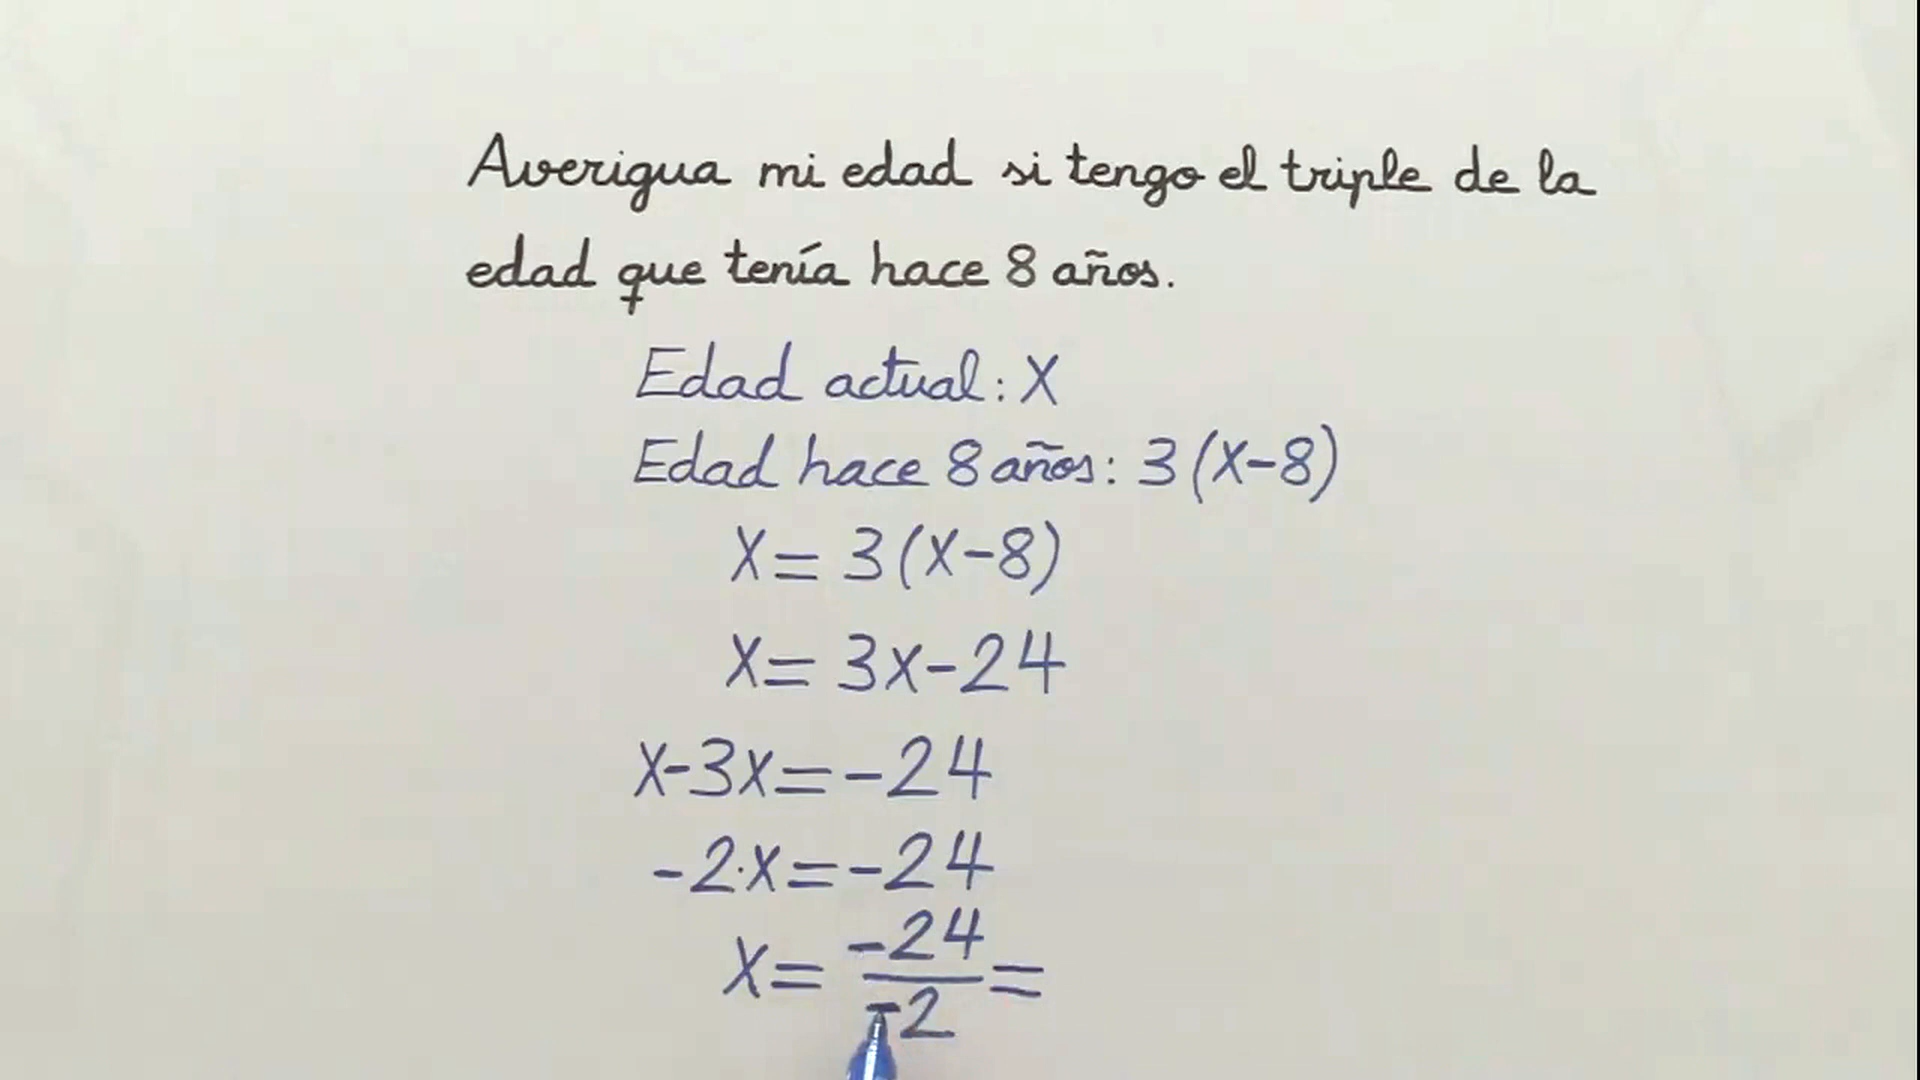 Averigua mi edad si tengo el triple de la
edad que tenía hace 8 años.
Edad actual: X
Edad hace 8 años: 3(X-8)
X= 3(X-8)
X= 3X-24
X-3X=-24
-2·X=-24
X= -24/-2 =